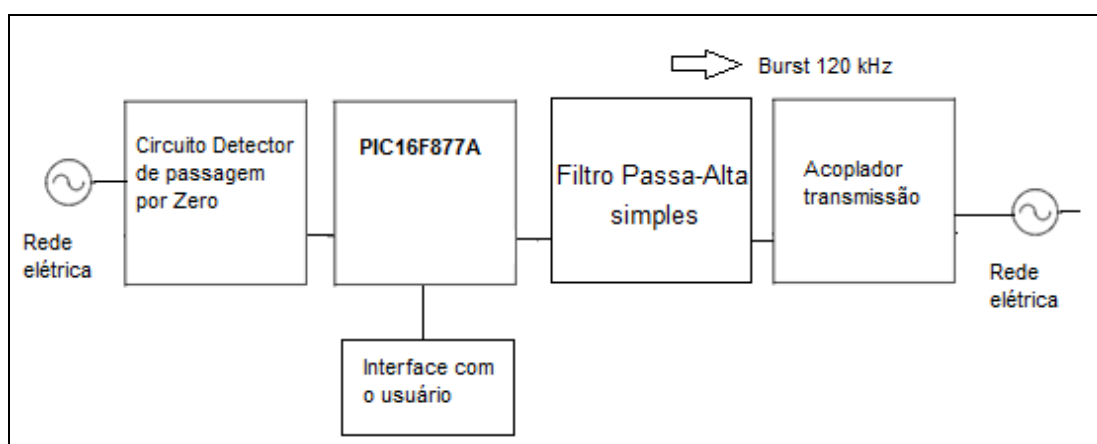 Burst 120 kHz
Rede
elétrica
Circuito Detector
de passagem
por Zero
PIC16F877A
Filtro Passa-Alta
simples
Acoplador
transmissão
Rede
elétrica
Interface com
o usuário